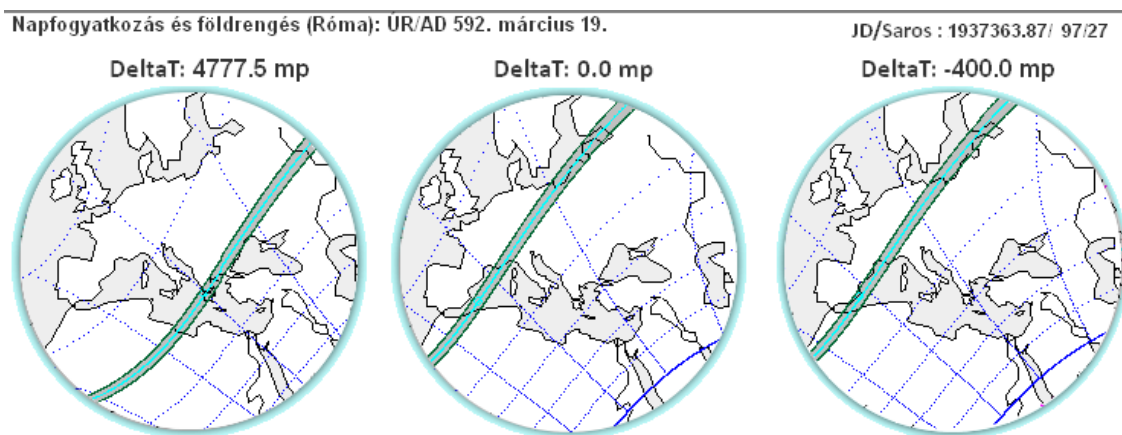 Napfogyatkozás és földrengés (Róma): ÚR/AD 592. március 19.
JD/Saros : 1937363.87/ 97/27
DeltaT: 4777.5 mp
DeltaT: 0.0 mp
DeltaT: -400.0 mp